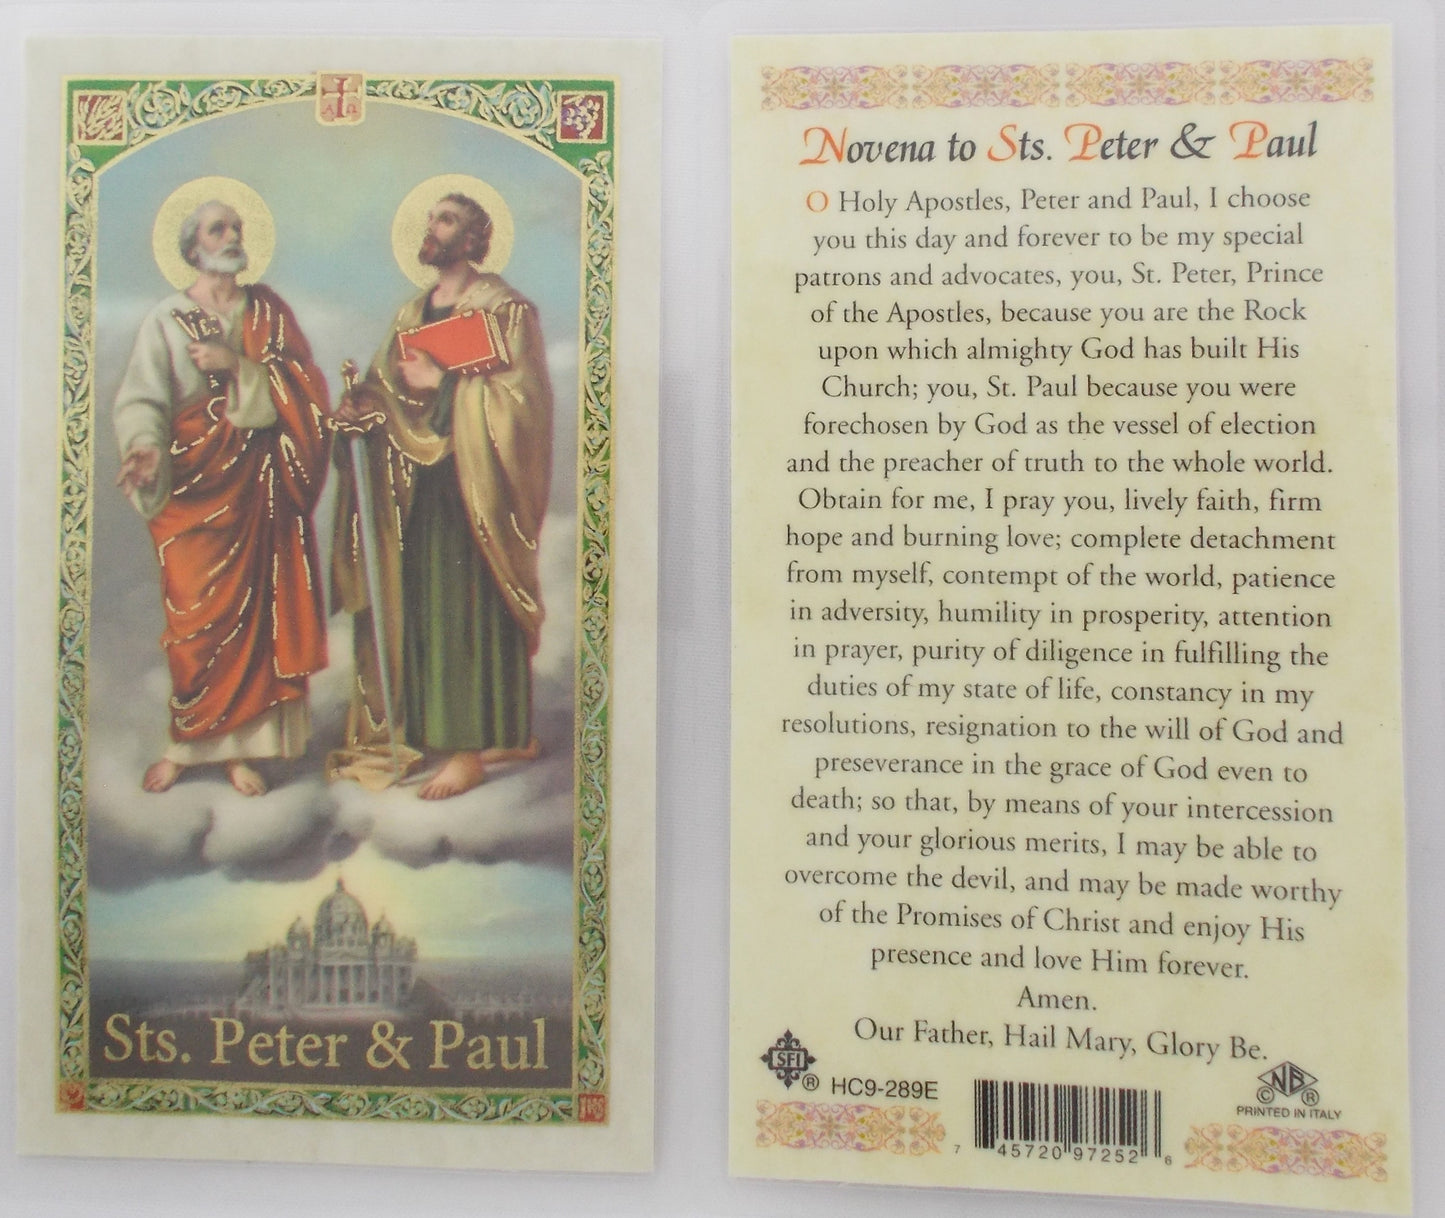 A Ω
Sts. Peter & Paul
Novena to Sts. Peter & Paul
O Holy Apostles, Peter and Paul, I choose
you this day and forever to be my special
patrons and advocates, you, St. Peter, Prince
of the Apostles, because you are the Rock
upon which almighty God has built His
Church; you, St. Paul because you were
forechosen by God as the vessel of election
and the preacher of truth to the whole world.
Obtain for me, I pray you, lively faith, firm
hope and burning love; complete detachment
from myself, contempt of the world, patience
in adversity, humility in prosperity, attention
in prayer, purity of diligence in fulfilling the
duties of my state of life, constancy in my
resolutions, resignation to the will of God and
preseverance in the grace of God even to
death; so that, by means of your intercession
and your glorious merits, I may be able to
overcome the devil, and may be made worthy
of the Promises of Christ and enjoy His
presence and love Him forever.
Amen.
Our Father, Hail Mary, Glory Be.
SFI ® HC9-289E
NB © ®
PRINTED IN ITALY
7 45720 97252 6